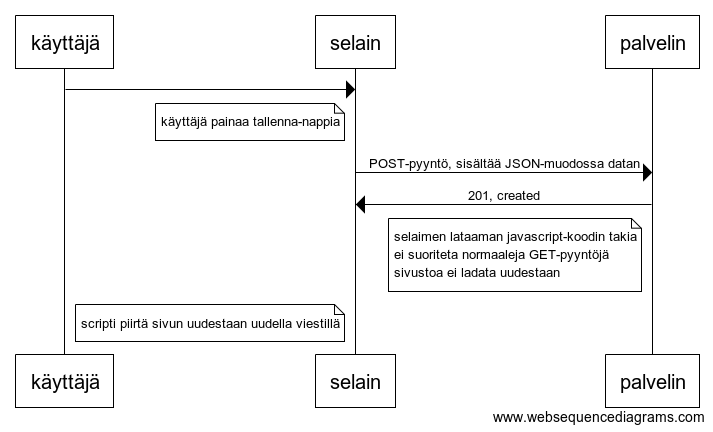 käyttäjä
selain
palvelin
käyttäjä painaa tallenna-nappia
POST-pyyntö, sisältää JSON-muodossa datan
201, created
selaimen lataaman javascript-koodin takia
ei suoriteta normaaleja GET-pyyntöjä
sivustoa ei ladata uudestaan
scripti piirtä sivun uudestaan uudella viestillä
käyttäjä
selain
palvelin
www.websequencediagrams.com